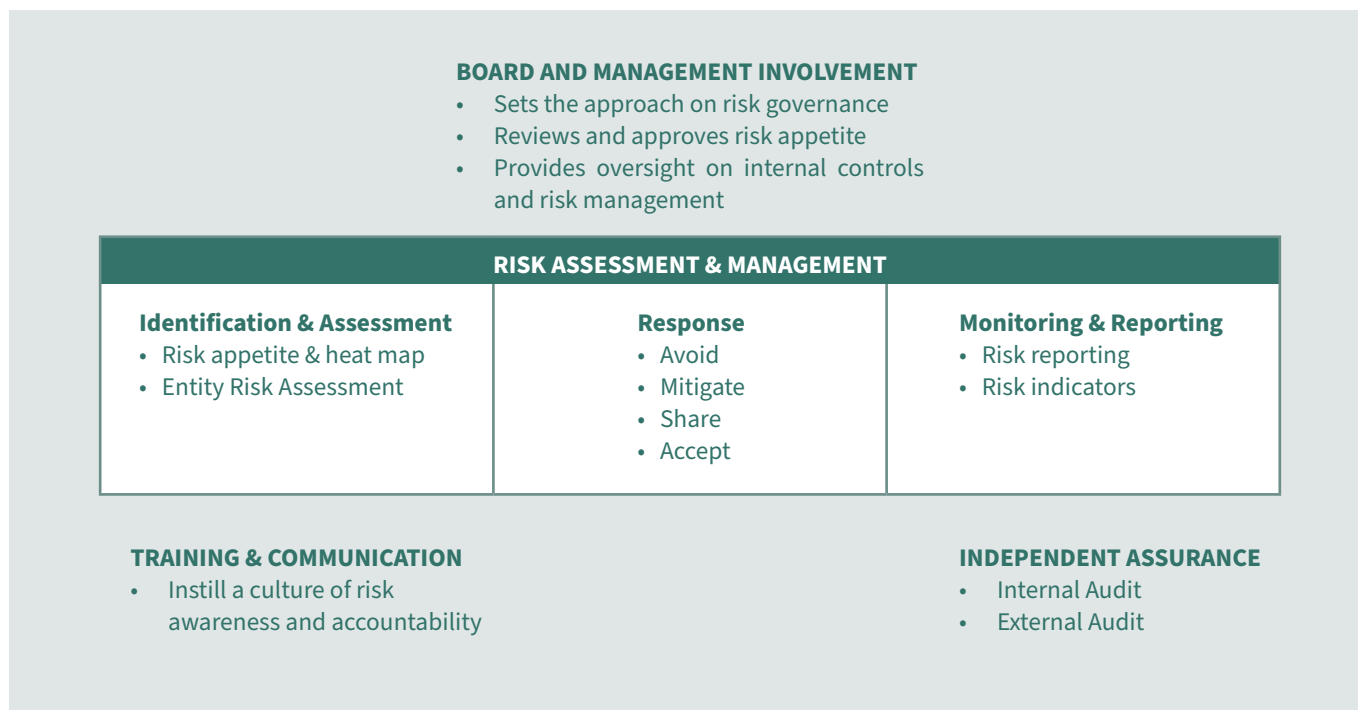 BOARD AND MANAGEMENT INVOLVEMENT
• Sets the approach on risk governance
• Reviews and approves risk appetite
• Provides oversight on internal controls
and risk management
RISK ASSESSMENT & MANAGEMENT
Identification & Assessment
• Risk appetite & heat map
• Entity Risk Assessment
Response
• Avoid
• Mitigate
• Share
• Accept
Monitoring & Reporting
• Risk reporting
• Risk indicators
TRAINING & COMMUNICATION
• Instill a culture of risk
awareness and accountability
INDEPENDENT ASSURANCE
• Internal Audit
• External Audit